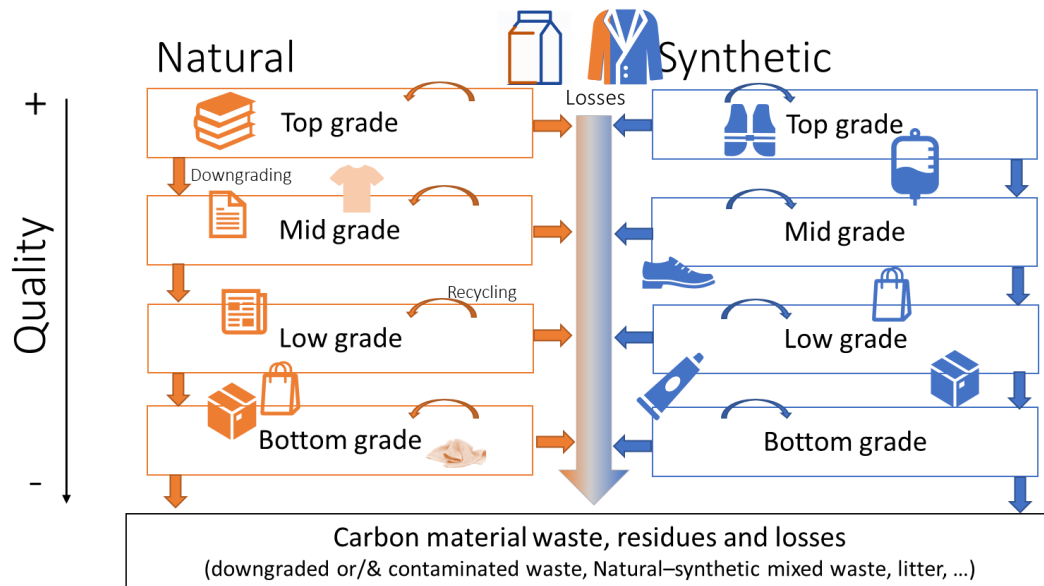 Natural
Synthetic
+
Losses
Top grade
Top grade
Downgrading
Mid grade
Mid grade
Quality
Recycling
Low grade
Low grade
Bottom grade
Bottom grade
-
Carbon material waste, residues and losses
(downgraded or/& contaminated waste, Natural–synthetic mixed waste, litter, ...)